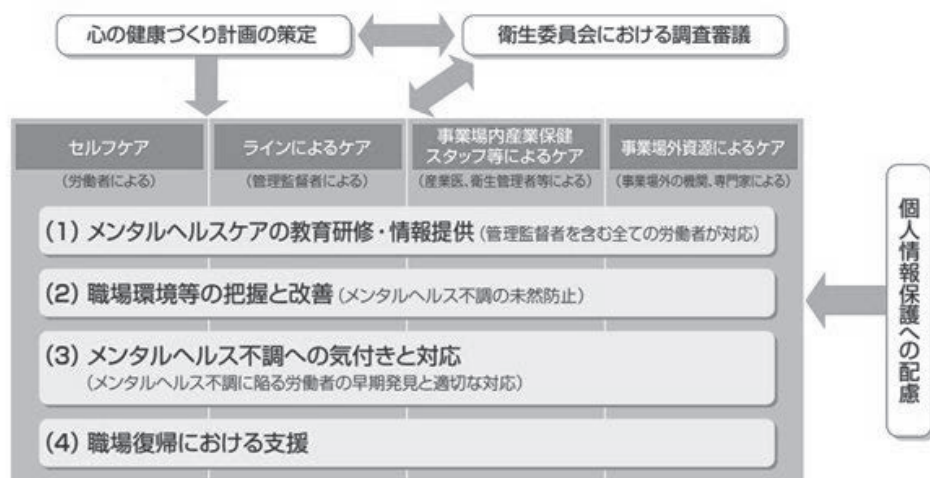 心の健康づくり計画の策定
衛生委員会における調査審議
セルフケア
(労働者による)
ラインによるケア
(管理監督者による)
事業場内産業保健
スタッフ等によるケア
(産業医、衛生管理者等による)
事業場外資源によるケア
(事業場外の機関、専門家による)
(1) メンタルヘルスケアの教育研修・情報提供 (管理監督者を含む全ての労働者が対応)
(2) 職場環境等の把握と改善 (メンタルヘルス不調の未然防止)
(3) メンタルヘルス不調への気付きと対応
(メンタルヘルス不調に陥る労働者の早期発見と適切な対応)
(4) 職場復帰における支援
個人情報保護への配慮